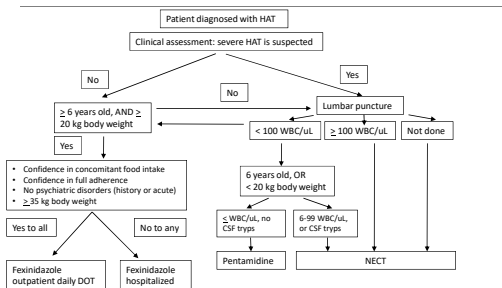 Patient diagnosed with HAT
Clinical assessment: severe HAT is suspected
No
Yes
No
≥ 6 years old, AND ≥
20 kg body weight
Lumbar puncture
< 100 WBC/uL
≥ 100 WBC/uL
Not done
Yes
• Confidence in concomitant food intake
• Confidence in full adherence
• No psychiatric disorders (history or acute)
• ≥35 kg body weight
6 years old, OR
< 20 kg body weight
≤ WBC/uL, no
CSF tryps
6-99 WBC/uL,
or CSF tryps
Yes to all
No to any
Pentamidine
NECT
Fexinidazole
outpatient daily DOT
Fexinidazole
hospitalized